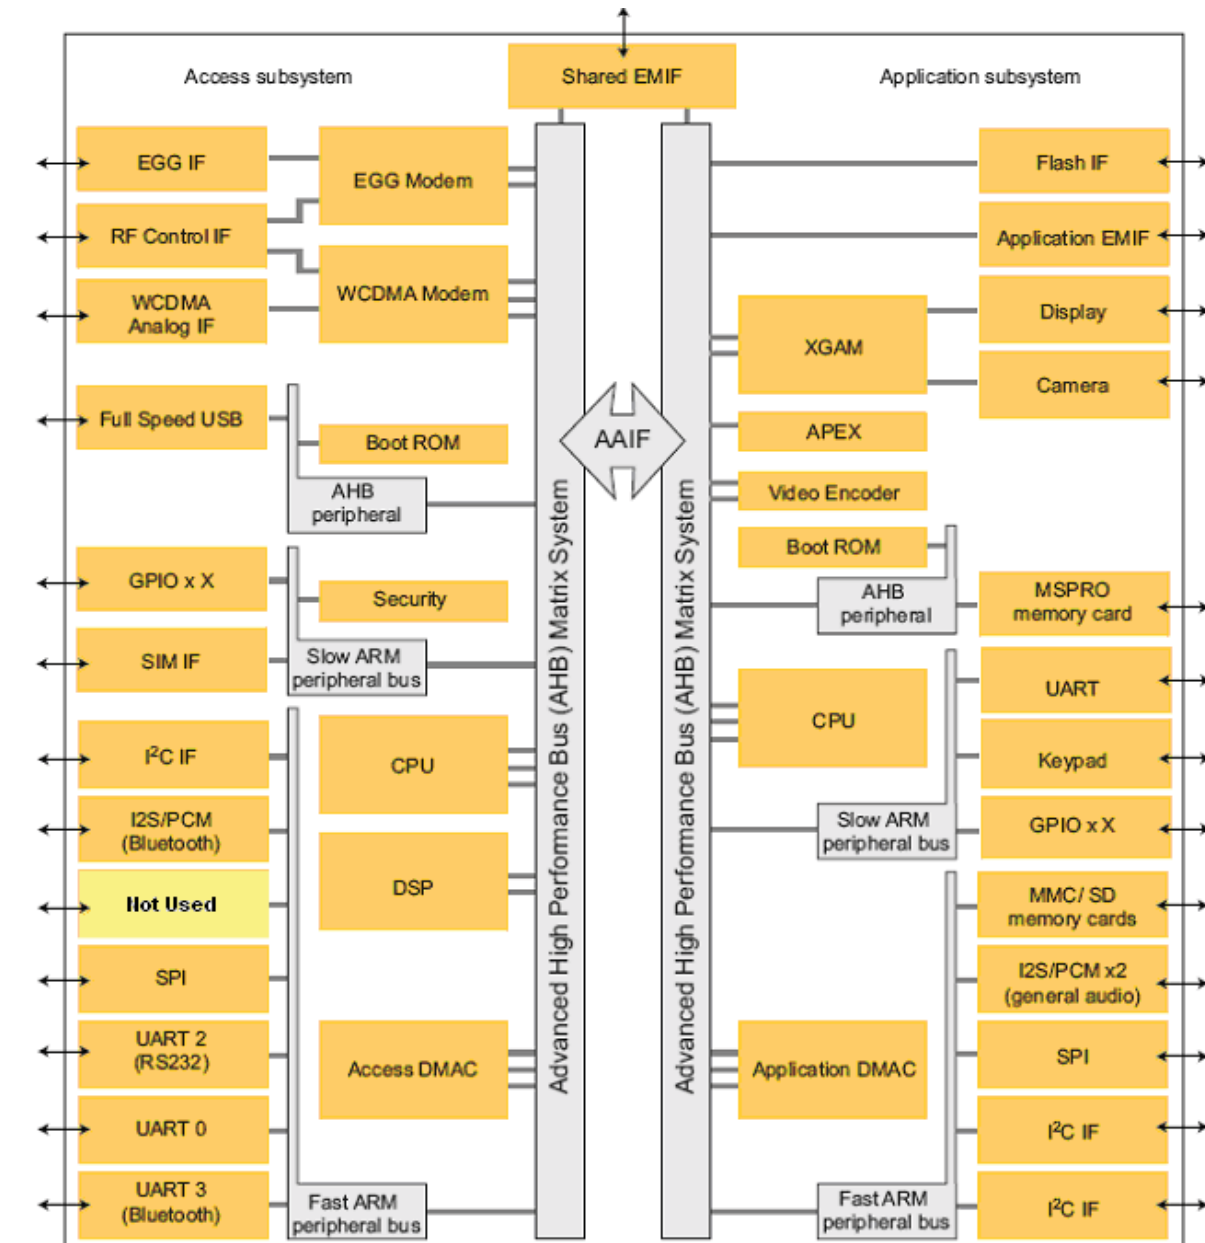 Access subsystem
Shared EMIF
Application subsystem
EGG IF
EGG Modem
RF Control IF
WCDMA Modem
WCDMA
Analog IF
Full Speed USB
Boot ROM
AHB
peripheral
GPIO x X
Security
SIM IF
Slow ARM
peripheral bus
I²C IF
CPU
I2S/PCM
(Bluetooth)
DSP
Not Used
SPI
UART 2
(RS232)
Access DMAC
UART 0
UART 3
(Bluetooth)
Fast ARM
peripheral bus
Advanced High Performance Bus (AHB) Matrix System
AAIF
Advanced High Performance Bus (AHB) Matrix System
Flash IF
Application EMIF
Display
XGAM
Camera
APEX
Video Encoder
Boot ROM
AHB
peripheral
MSPRO
memory card
UART
CPU
Keypad
Slow ARM
peripheral bus
GPIO x X
MMC/ SD
memory cards
I2S/PCM x2
(general audio)
SPI
Application DMAC
I²C IF
Fast ARM
peripheral bus
I²C IF